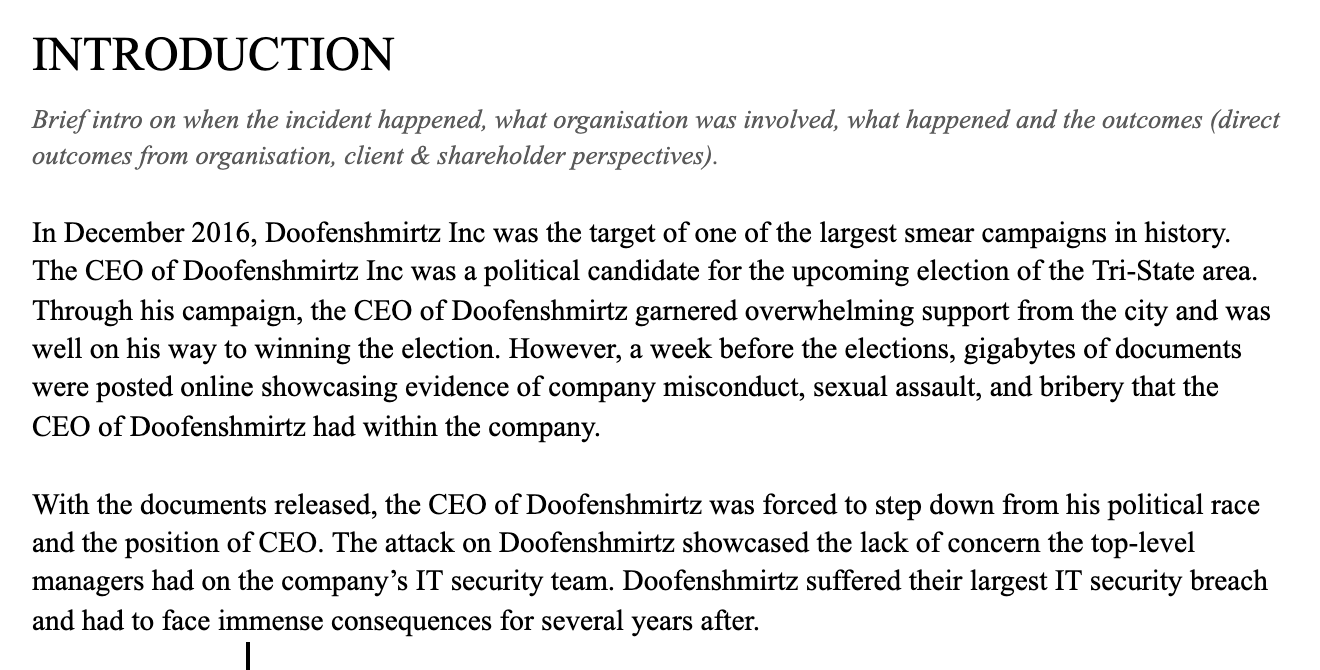 INTRODUCTION
Brief intro on when the incident happened, what organisation was involved, what happened and the outcomes (direct
outcomes from organisation, client & shareholder perspectives).
In December 2016, Doofenshmirtz Inc was the target of one of the largest smear campaigns in history.
The CEO of Doofenshmirtz Inc was a political candidate for the upcoming election of the Tri-State area.
Through his campaign, the CEO of Doofenshmirtz garnered overwhelming support from the city and was
well on his way to winning the election. However, a week before the elections, gigabytes of documents
were posted online showcasing evidence of company misconduct, sexual assault, and bribery that the
CEO of Doofenshmirtz had within the company.
With the documents released, the CEO of Doofenshmirtz was forced to step down from his political race
and the position of CEO. The attack on Doofenshmirtz showcased the lack of concern the top-level
managers had on the company’s IT security team. Doofenshmirtz suffered their largest IT security breach
and had to face immense consequences for several years after.